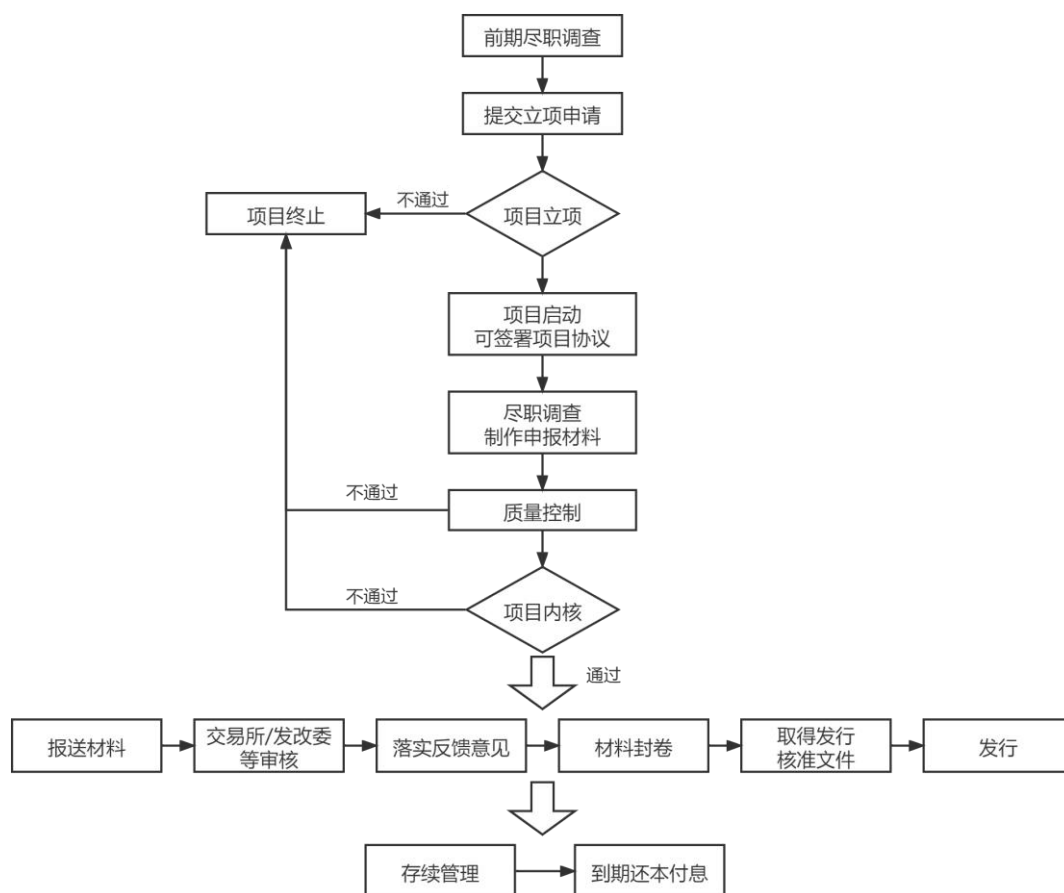 前期尽职调查
提交立项申请
不通过
项目终止
项目立项
项目启动
可签署项目协议
尽职调查
制作申报材料
不通过
质量控制
不通过
项目内核
通过
报送材料
交易所/发改委
等审核
落实反馈意见
材料封卷
取得发行
核准文件
发行
存续管理
到期还本付息